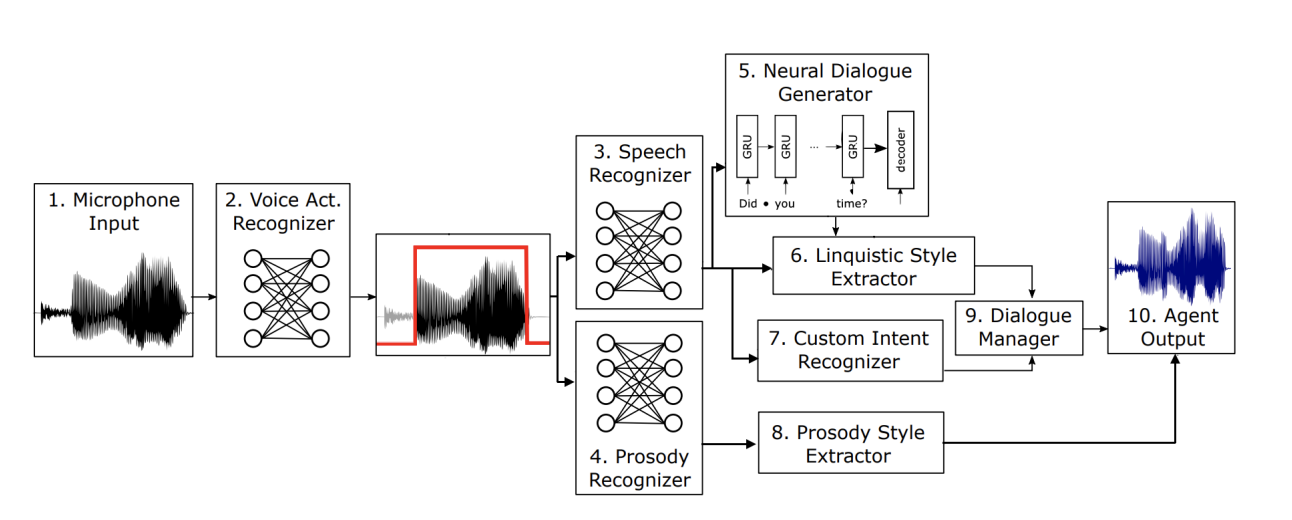 1. Microphone
Input
2. Voice Act.
Recognizer
3. Speech
Recognizer
4. Prosody
Recognizer
5. Neural Dialogue
Generator
GRU
GRU
...
GRU
decoder
Did • you
time?
6. Linquistic Style
Extractor
7. Custom Intent
Recognizer
8. Prosody Style
Extractor
9. Dialogue
Manager
10. Agent
Output